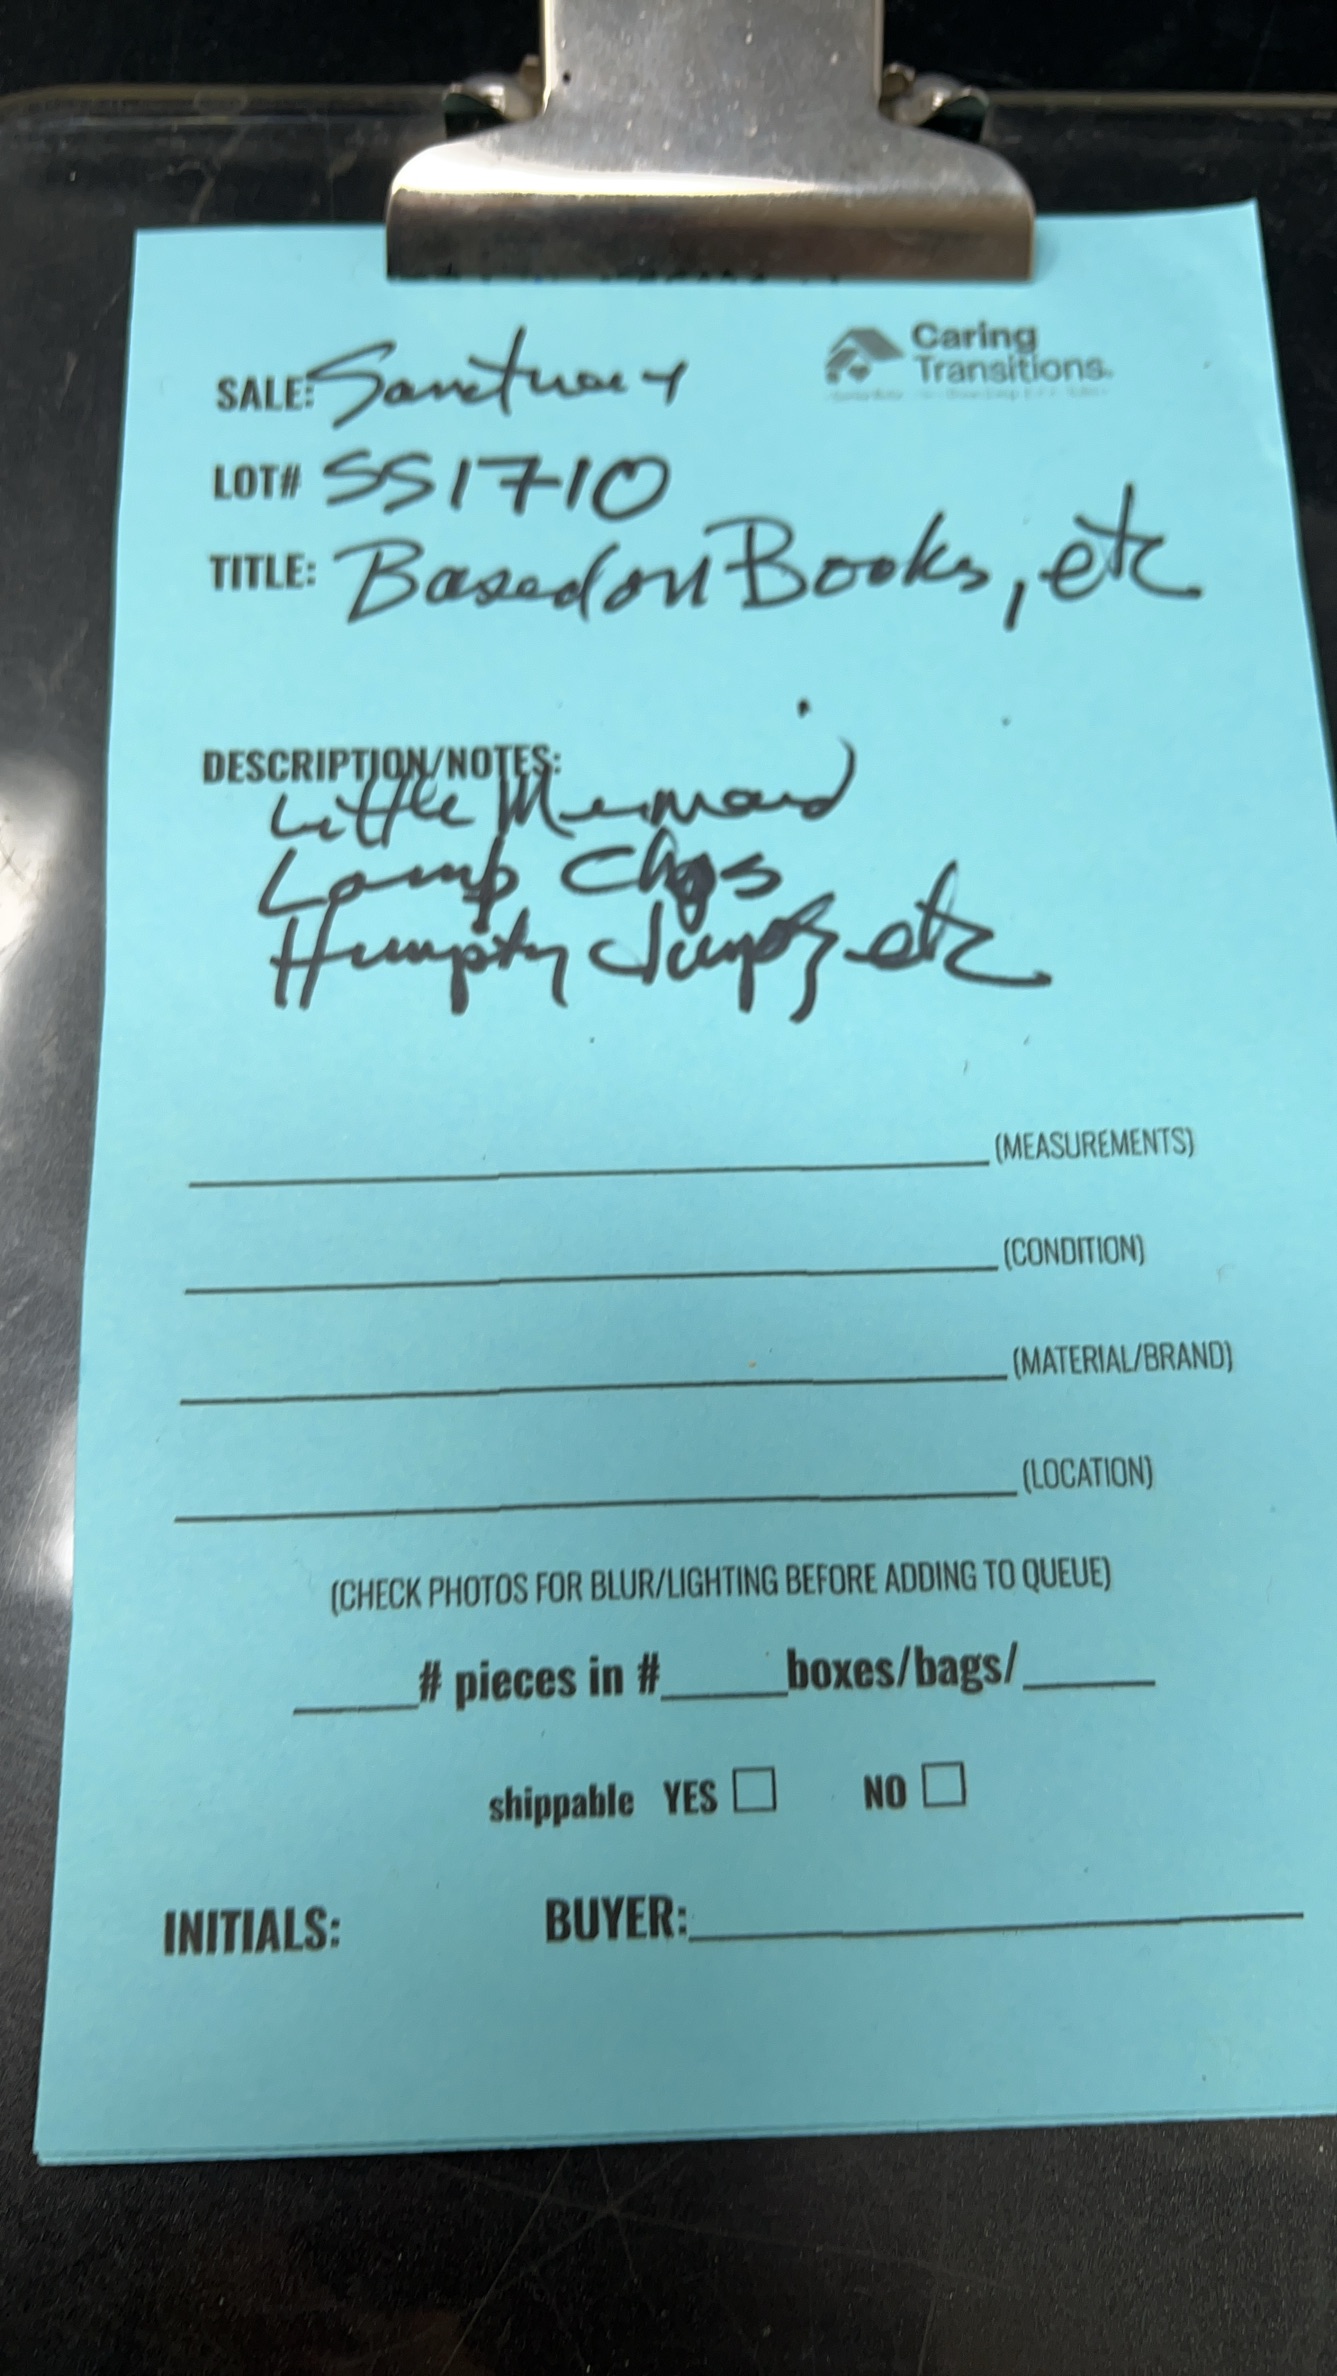 Caring
Transitions.
SALE: Sanctuary
LOT# SS1710
TITLE: Based on Books, etc
DESCRIPTION/NOTES:
Little Mermaid
Lamb Chops
Humpty Dumpty, etc
(MEASUREMENTS)
(CONDITION)
(MATERIAL/BRAND)
(LOCATION)
(CHECK PHOTOS FOR BLUR/LIGHTING BEFORE ADDING TO QUEUE)
# pieces in # boxes/bags/
shippable YES NO
INITIALS: BUYER: